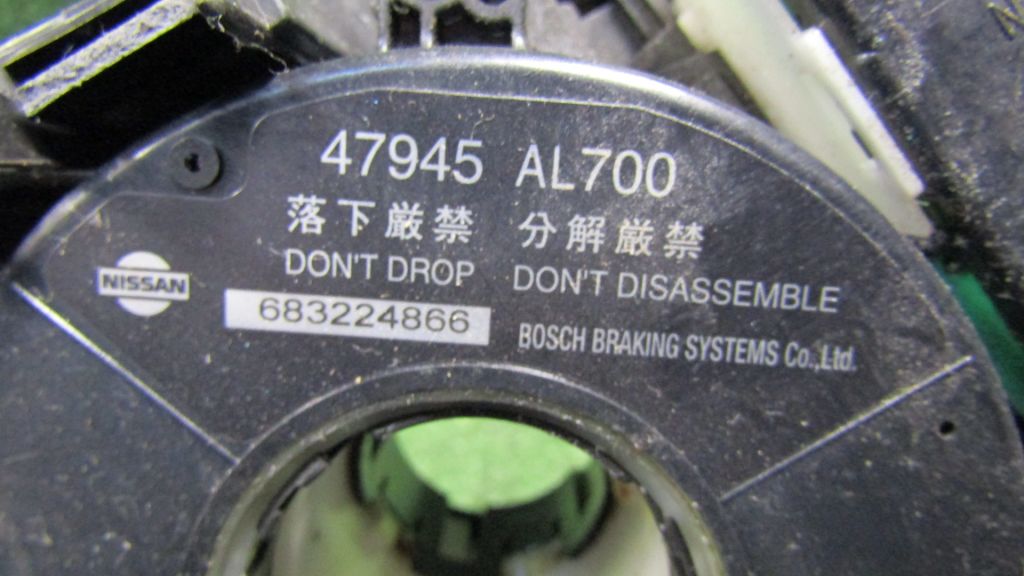 47945 AL700
落下厳禁 分解厳禁
DON'T DROP DON'T DISASSEMBLE
NISSAN
683224866
BOSCH BRAKING SYSTEMS Co.,Ltd.